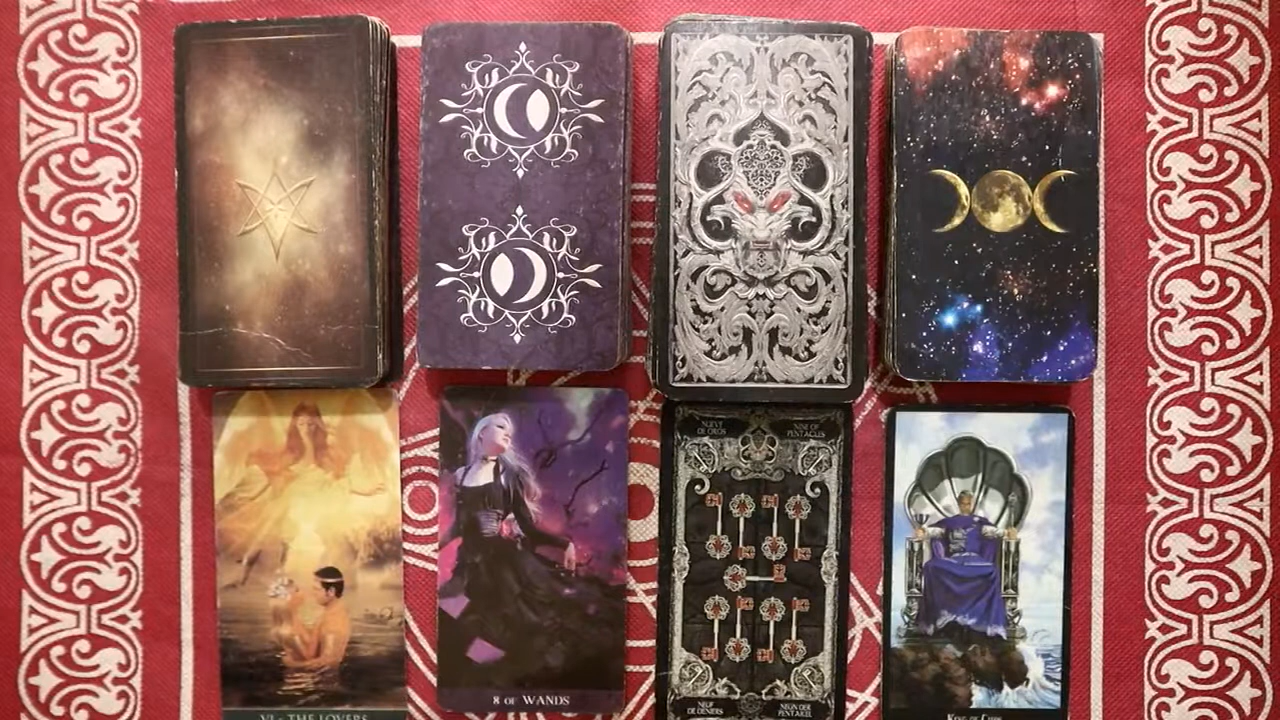 NUEVE
DE OROS
NINE OF
PENTACLES
8 OF WANDS
NEUF
DE DENIERS
NEUN DER
PENTAKEL
VI - THE LOVERS
KING OF CUPS